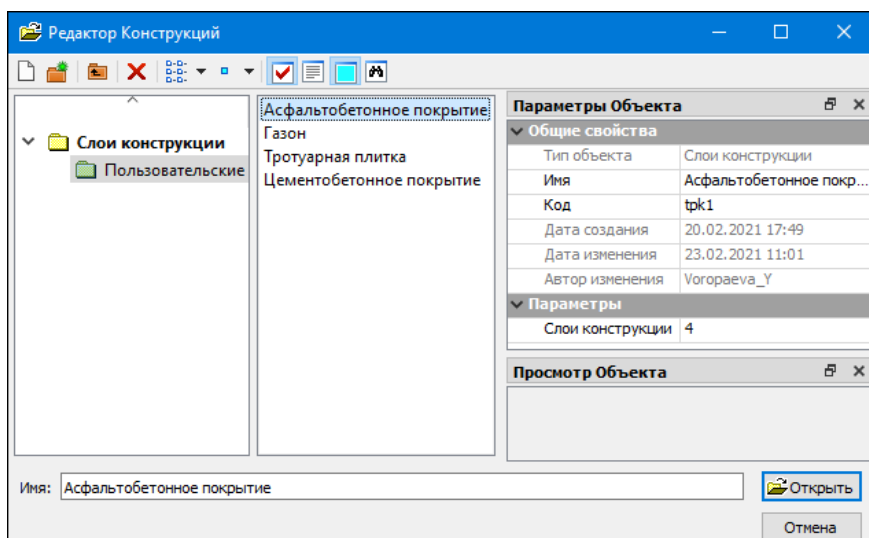 Редактор Конструкций
Слои конструкции
Пользовательские
Асфальтобетонное покрытие
Газон
Тротуарная плитка
Цементобетонное покрытие
Параметры Объекта
Общие свойства
Тип объекта Слои конструкции
Имя Асфальтобетонное покр...
Код tpk1
Дата создания 20.02.2021 17:49
Дата изменения 23.02.2021 11:01
Автор изменения Voropaeva_Y
Параметры
Слои конструкции 4
Просмотр Объекта
Имя: Асфальтобетонное покрытие
Открыть
Отмена